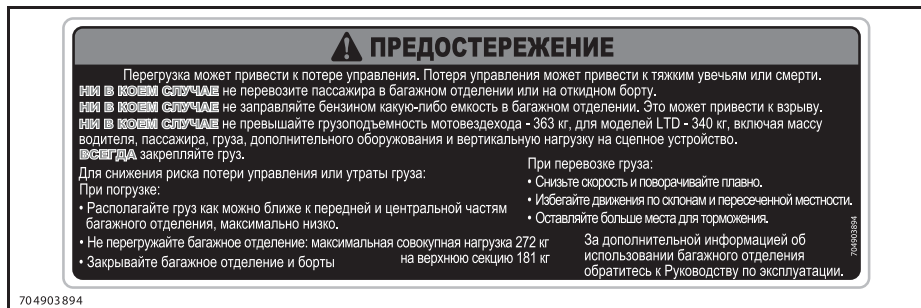 ПРЕДОСТЕРЕЖЕНИЕ
Перегрузка может привести к потере управления. Потеря управления может привести к тяжким увечьям или смерти.
НИ В КОЕМ СЛУЧАЕ не перевозите пассажира в багажном отделении или на откидном борту.
НИ В КОЕМ СЛУЧАЕ не заправляйте бензином какую-либо емкость в багажном отделении. Это может привести к взрыву.
НИ В КОЕМ СЛУЧАЕ не превышайте грузоподъемность мотовездехода - 363 кг, для моделей LTD - 340 кг, включая массу
водителя, пассажира, груза, дополнительного оборудования и вертикальную нагрузку на сцепное устройство.
ВСЕГДА закрепляйте груз.
Для снижения риска потери управления или утраты груза:
При погрузке:
• Располагайте груз как можно ближе к передней и центральной частям
багажного отделения, максимально низко.
• Не перегружайте багажное отделение: максимальная совокупная нагрузка 272 кг
на верхнюю секцию 181 кг
• Закрывайте багажное отделение и борты
При перевозке груза:
• Снизьте скорость и поворачивайте плавно.
• Избегайте движения по склонам и пересеченной местности.
• Оставляйте больше места для торможения.
За дополнительной информацией об
использовании багажного отделения
обратитесь к Руководству по эксплуатации.
704903894
704903894